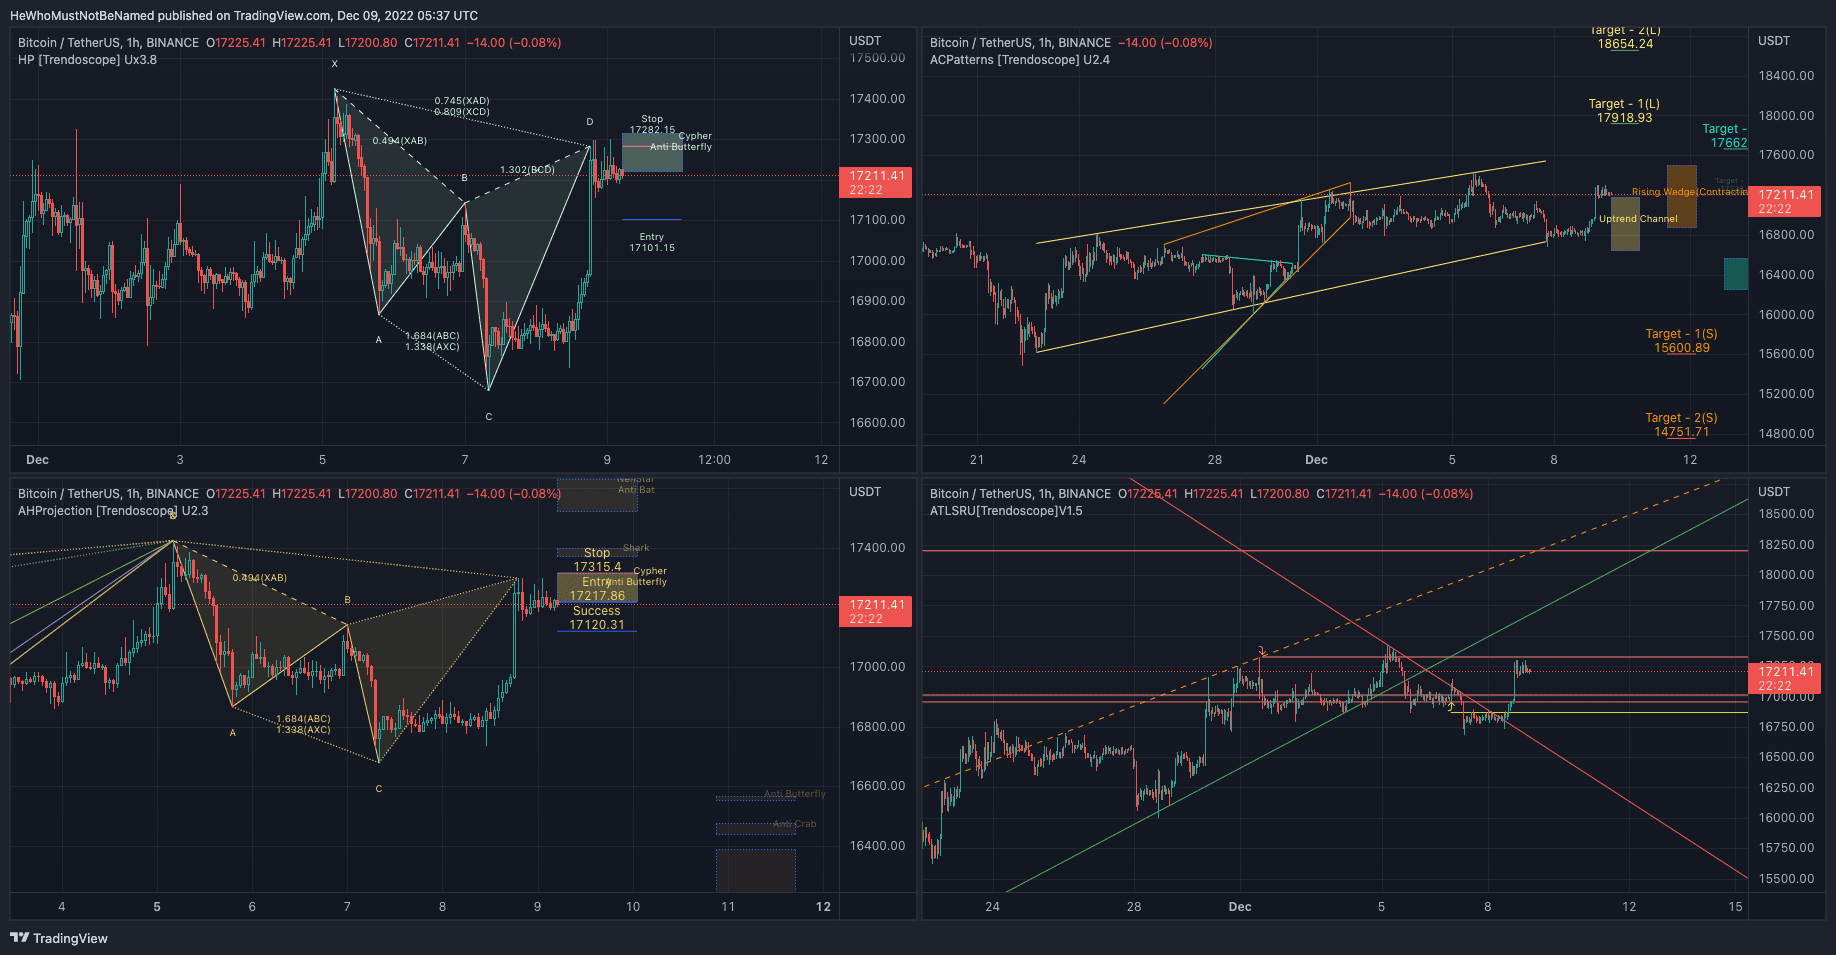 HeWhoMustNotBeNamed published on TradingView.com, Dec 09, 2022 05:37 UTC
Bitcoin / TetherUS, 1h, BINANCE O17225.41 H17225.41 L17200.80 C17211.41 −14.00 (−0.08%)
HP [Trendoscope] Ux3.8
X
0.745(XAD)
0.809(XCD)
0.494(XAB)
D
B
1.302(BCD)
A
1.684(ABC)
1.338(AXC)
C
Stop
17282.15
Cypher
Anti Butterfly
Entry
17101.15
USDT
17500.00
17400.00
17300.00
17211.41
22:22
17100.00
17000.00
16900.00
16800.00
16700.00
16600.00
Dec 3 5 7 9 12:00 12
Bitcoin / TetherUS, 1h, BINANCE −14.00 (−0.08%)
ACPatterns [Trendoscope] U2.4
Target - 2(L)
18654.24
Target - 1(L)
17918.93
Target -
17662
Target -
Rising Wedge(Contractin
Uptrend Channel
Target - 1(S)
15600.89
Target - 2(S)
14751.71
USDT
18400.00
18000.00
17600.00
17211.41
22:22
16800.00
16400.00
16000.00
15600.00
15200.00
14800.00
21 24 28 Dec 5 8 12
Bitcoin / TetherUS, 1h, BINANCE O17225.41 H17225.41 L17200.80 C17211.41 −14.00 (−0.08%)
AHProjection [Trendoscope] U2.3
0.494(XAB)
B
A
1.684(ABC)
1.338(AXC)
C
Anti Bat
Shark
Stop
17315.4
Cypher
Entry
Anti Butterfly
17217.86
Success
17120.31
Anti Butterfly
Anti Crab
USDT
17400.00
17211.41
22:22
17000.00
16800.00
16600.00
16400.00
4 5 6 7 8 9 10 11 12
Bitcoin / TetherUS, 1h, BINANCE O17225.41 H17225.41 L17200.80 C17211.41 −14.00 (−0.08%)
ATLSRU[Trendoscope]V1.5
USDT
18500.00
18250.00
18000.00
17750.00
17500.00
17211.41
22:22
17000.00
16750.00
16500.00
16250.00
16000.00
15750.00
15500.00
24 28 Dec 5 8 12 15
TradingView